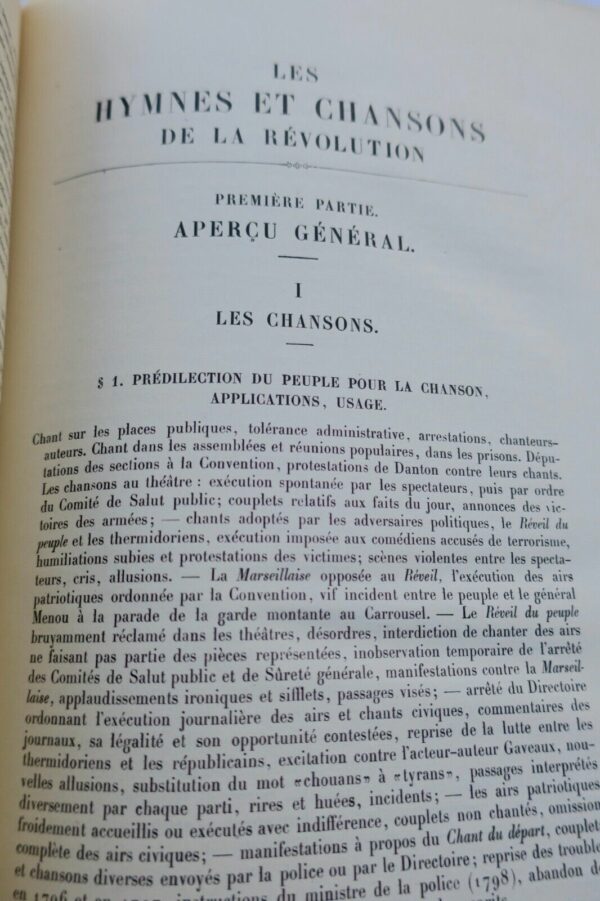 LES
HYMNES ET CHANSONS
DE LA RÉVOLUTION
PREMIÈRE PARTIE.
APERÇU GÉNÉRAL.
I
LES CHANSONS.
§ 1. PRÉDILECTION DU PEUPLE POUR LA CHANSON,
APPLICATIONS, USAGE.
Chant sur les places publiques, tolérance administrative, arrestations, chanteurs-
auteurs. Chant dans les assemblées et réunions populaires, dans les prisons. Dépu-
tations des sections à la Convention, protestations de Danton contre leurs chants.
Les chansons au théâtre : exécution spontanée par les spectateurs, puis par ordre
du Comité de Salut public; couplets relatifs aux faits du jour, annonces des vic-
toires des armées; — chants adoptés par les adversaires politiques, le Réveil du
peuple et les thermidoriens, exécution imposée aux comédiens accusés de terrorisme,
humiliations subies et protestations des victimes; scènes violentes entre les specta-
teurs, cris, allusions. — La Marseillaise opposée au Réveil, l'exécution des airs
patriotiques ordonnée par la Convention, vif incident entre le peuple et le général
Menou à la parade de la garde montante au Carrousel. — Le Réveil du peuple
bruyamment réclamé dans les théâtres, désordres, interdiction de chanter des airs
ne faisant pas partie des pièces représentées, inobservation temporaire de l'arrêté
des Comités de Salut public et de Sûreté générale, manifestations contre la Marseil-
laise, applaudissements ironiques et sifflets, passages visés; — arrêté du Directoire
ordonnant l'exécution journalière des airs et chants civiques, commentaires des
journaux, sa légalité et son opportunité contestées, reprise de la lutte entre les
thermidoriens et les républicains, excitation contre l'acteur-auteur Gaveaux, nou-
velles allusions, substitution du mot «chouans» à «tyrans», passages interprétés
diversement par chaque parti, rires et huées, incidents; — les airs patriotiques
froidement accueillis ou exécutés avec indifférence, couplets non chantés, omission
complète des airs civiques; — manifestations à propos du Chant du départ, couplets
et chansons diverses envoyés par la police ou par le Directoire; reprise des troubles
en 1796 et en instructions du ministre de la police (1798), abandon de